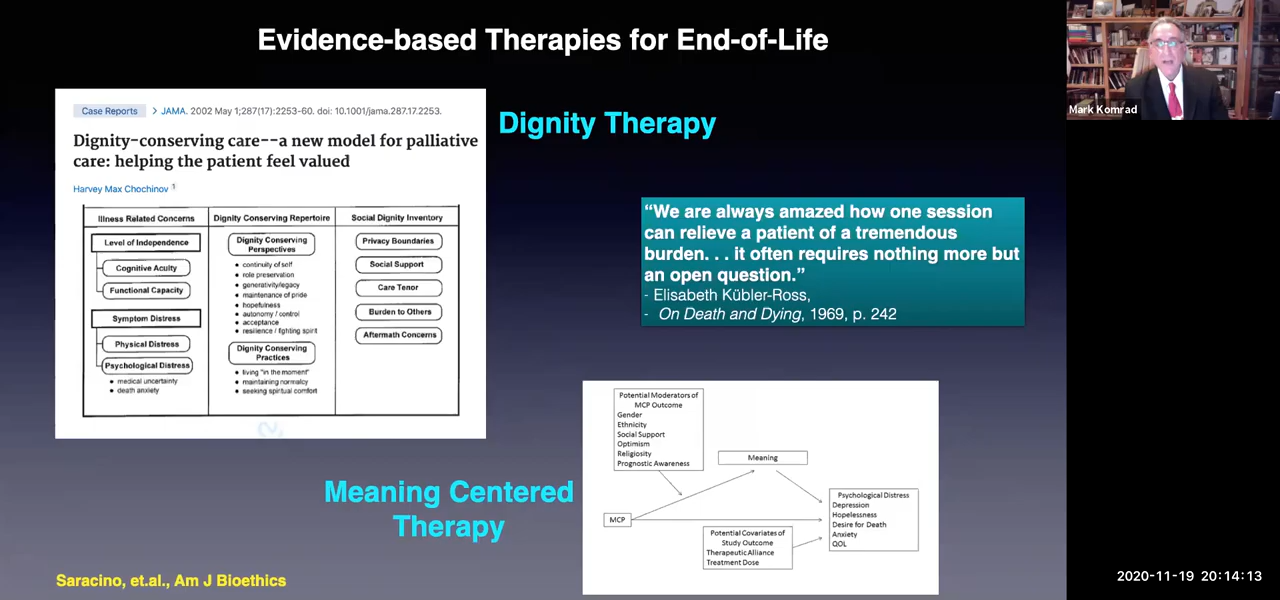 Evidence-based Therapies for End-of-Life
Mark Komrad
Case Reports > JAMA. 2002 May 1;287(17):2253-60. doi: 10.1001/jama.287.17.2253.
Dignity-conserving care--a new model for palliative
care: helping the patient feel valued
Harvey Max Chochinov 1
Illness Related Concerns
Level of Independence
Cognitive Acuity
Functional Capacity
Symptom Distress
Physical Distress
Psychological Distress
• medical uncertainty
• death anxiety
Dignity Conserving Repertoire
Dignity Conserving
Perspectives
• continuity of self
• role preservation
• generativity/legacy
• maintenance of pride
• hopefulness
• autonomy / control
• acceptance
• resilience / fighting spirit
Dignity Conserving
Practices
• living "in the moment"
• maintaining normalcy
• seeking spiritual comfort
Social Dignity Inventory
Privacy Boundaries
Social Support
Care Tenor
Burden to Others
Aftermath Concerns
Dignity Therapy
“We are always amazed how one session
can relieve a patient of a tremendous
burden. . . it often requires nothing more but
an open question.”
- Elisabeth Kübler-Ross,
- On Death and Dying, 1969, p. 242
Meaning Centered
Therapy
Potential Moderators of
MCP Outcome
Gender
Ethnicity
Social Support
Optimism
Religiosity
Prognostic Awareness
Meaning
MCP
Potential Covariates of
Study Outcome
Therapeutic Alliance
Treatment Dose
Psychological Distress
Depression
Hopelessness
Desire for Death
Anxiety
QOL
Saracino, et.al., Am J Bioethics
2020-11-19 20:14:13